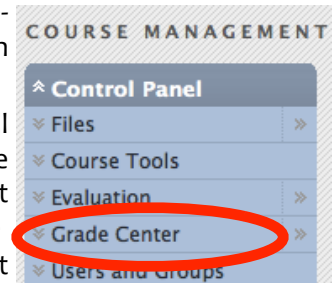 COURSE MANAGEMENT
Control Panel
Files
Course Tools
Evaluation
Grade Center
Users and Groups